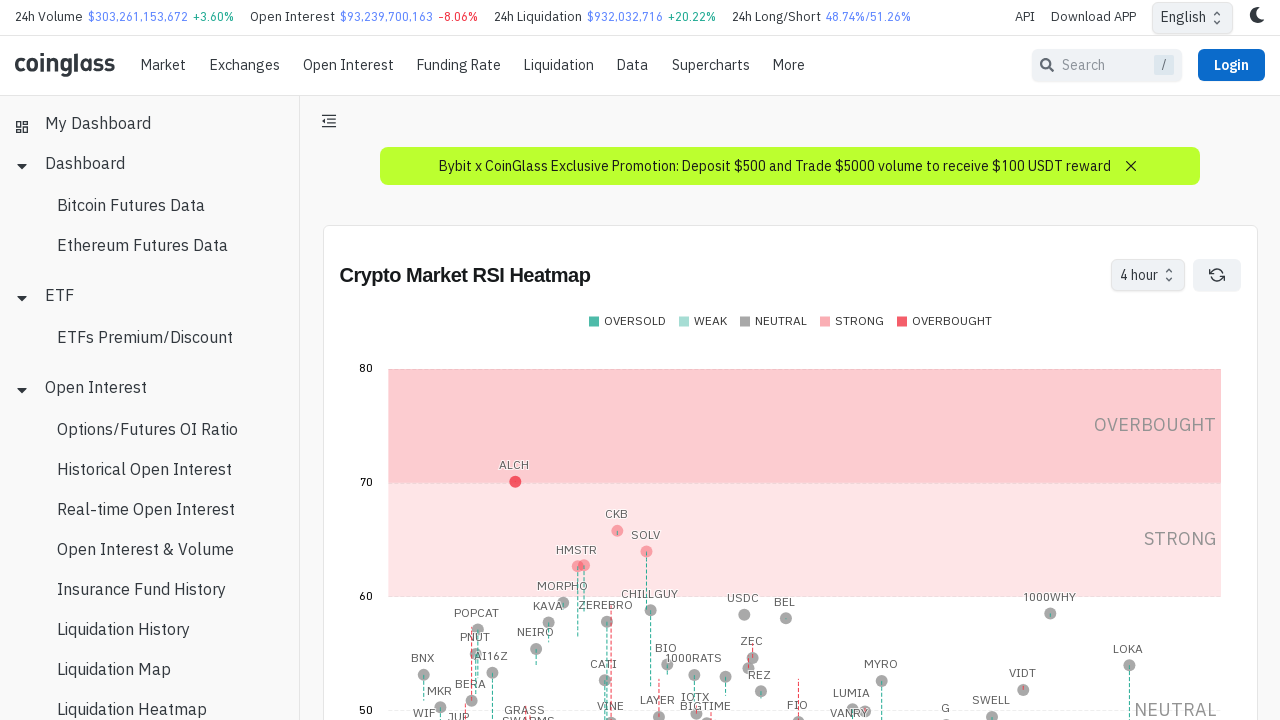 24h Volume $303,261,153,672 +3.60% Open Interest $93,239,700,163 -8.06% 24h Liquidation $932,032,716 +20.22% 24h Long/Short 48.74%/51.26% API Download APP English
coinglass Market Exchanges Open Interest Funding Rate Liquidation Data Supercharts More Search / Login
My Dashboard
Dashboard
Bitcoin Futures Data
Ethereum Futures Data
ETF
ETFs Premium/Discount
Open Interest
Options/Futures OI Ratio
Historical Open Interest
Real-time Open Interest
Open Interest & Volume
Insurance Fund History
Liquidation History
Liquidation Map
Liquidation Heatmap
Bybit x CoinGlass Exclusive Promotion: Deposit $500 and Trade $5000 volume to receive $100 USDT reward
Crypto Market RSI Heatmap 4 hour
OVERSOLD WEAK NEUTRAL STRONG OVERBOUGHT
80
OVERBOUGHT
ALCH
70
CKB
SOLV
STRONG
HMSTR
MORPHO
CHILLGUY
60
KAVA ZEREBRO USDC BEL 1000WHY
POPCAT
NEIRO
PNUT ZEC
AI16Z BIO LOKA
BNX CATI 1000RATS MYRO
REZ VIDT
BERA
MKR LUMIA
LAYER IOTX SWELL
WIF JUP GRASS VINE BIGTIME FIO VANRY G
50 NEUTRAL
SWARMS